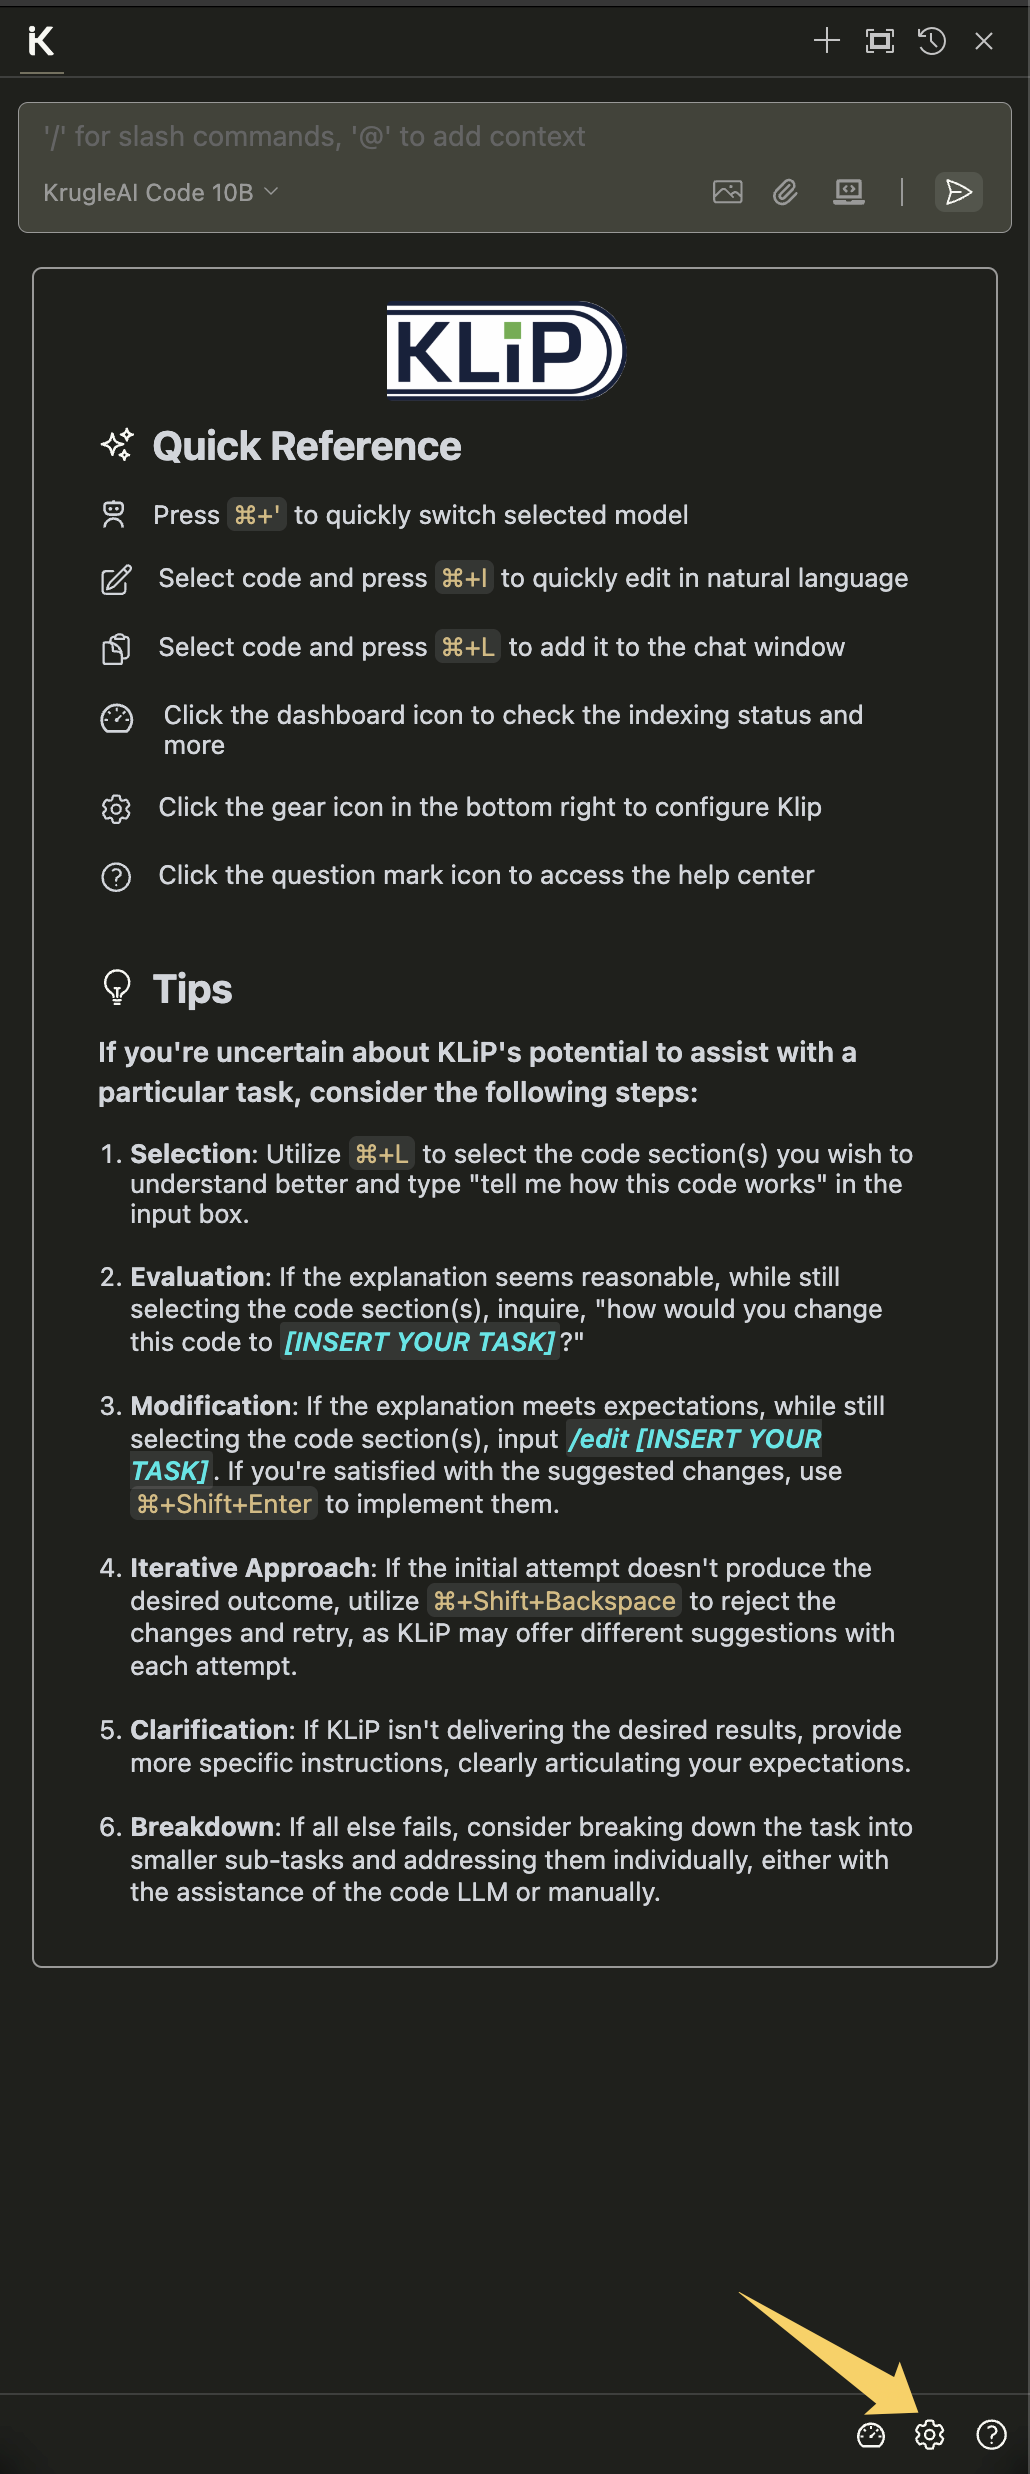 '/' for slash commands, '@' to add context
KrugleAI Code 10B
KLiP
Quick Reference
Press ⌘+' to quickly switch selected model
Select code and press ⌘+I to quickly edit in natural language
Select code and press ⌘+L to add it to the chat window
Click the dashboard icon to check the indexing status and
more
Click the gear icon in the bottom right to configure Klip
Click the question mark icon to access the help center
Tips
If you're uncertain about KLiP's potential to assist with a
particular task, consider the following steps:
1. Selection: Utilize ⌘+L to select the code section(s) you wish to
understand better and type "tell me how this code works" in the
input box.
2. Evaluation: If the explanation seems reasonable, while still
selecting the code section(s), inquire, "how would you change
this code to [INSERT YOUR TASK]?"
3. Modification: If the explanation meets expectations, while still
selecting the code section(s), input /edit [INSERT YOUR
TASK]. If you're satisfied with the suggested changes, use
⌘+Shift+Enter to implement them.
4. Iterative Approach: If the initial attempt doesn't produce the
desired outcome, utilize ⌘+Shift+Backspace to reject the
changes and retry, as KLiP may offer different suggestions with
each attempt.
5. Clarification: If KLiP isn't delivering the desired results, provide
more specific instructions, clearly articulating your expectations.
6. Breakdown: If all else fails, consider breaking down the task into
smaller sub-tasks and addressing them individually, either with
the assistance of the code LLM or manually.